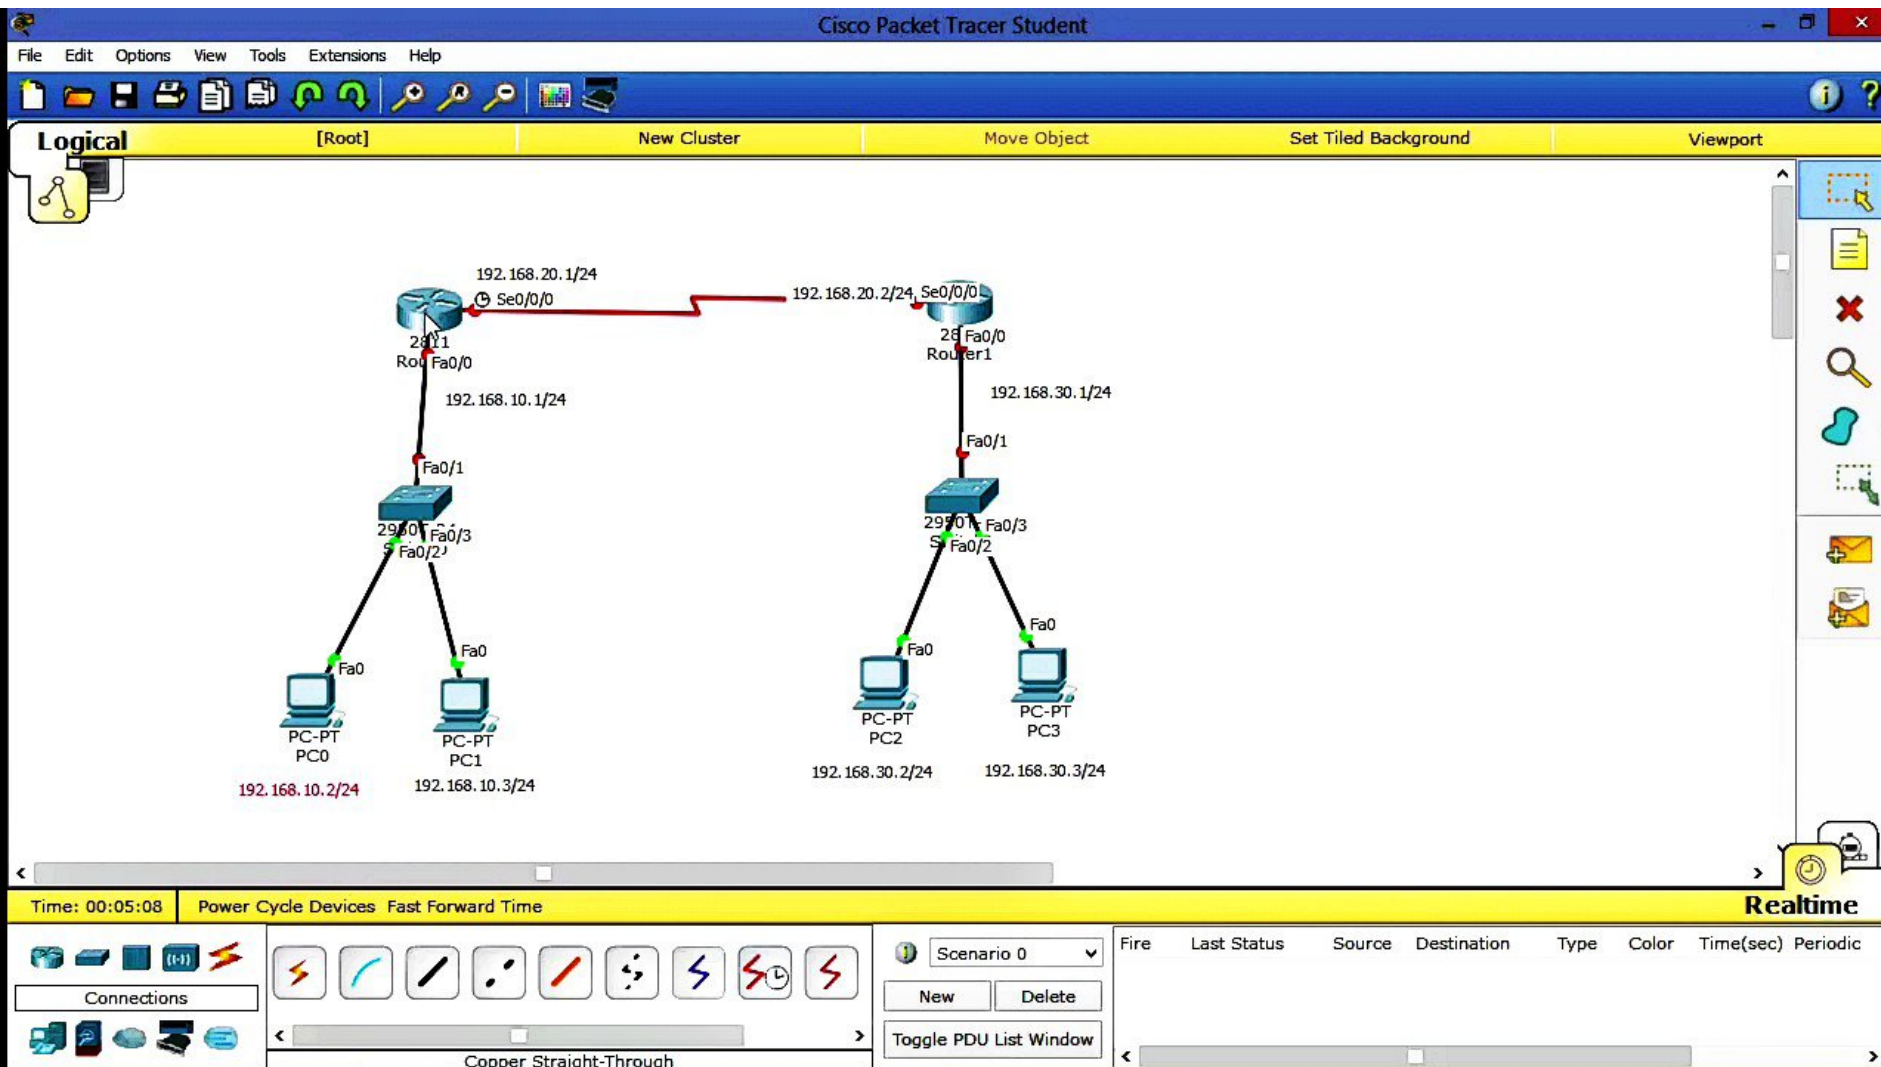 Cisco Packet Tracer Student
File Edit Options View Tools Extensions Help
Logical [Root] New Cluster Move Object Set Tiled Background Viewport
192.168.20.1/24
Se0/0/0
192.168.20.2/24
Se0/0/0
2811
Fa0/0
192.168.10.1/24
28
Fa0/0
Router1
192.168.30.1/24
Fa0/1
Fa0/1
Fa0/3
Fa0/2
Fa0/3
Fa0/2
Fa0
Fa0
Fa0
Fa0
PC-PT
PC0
192.168.10.2/24
PC-PT
PC1
192.168.10.3/24
PC-PT
PC2
192.168.30.2/24
PC-PT
PC3
192.168.30.3/24
Time: 00:05:08 Power Cycle Devices Fast Forward Time
Realtime
Connections
Copper Straight-Through
Scenario 0
New Delete
Toggle PDU List Window
Fire Last Status Source Destination Type Color Time(sec) Periodic